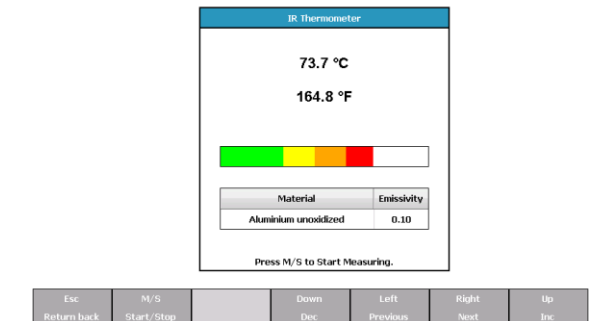 IR Thermometer
73.7 °C
164.8 °F
Material Emissivity
Aluminium unoxidized 0.10
Press M/S to Start Measuring.
Esc M/S Down Left Right Up
Return back Start/Stop Dec Previous Next Inc